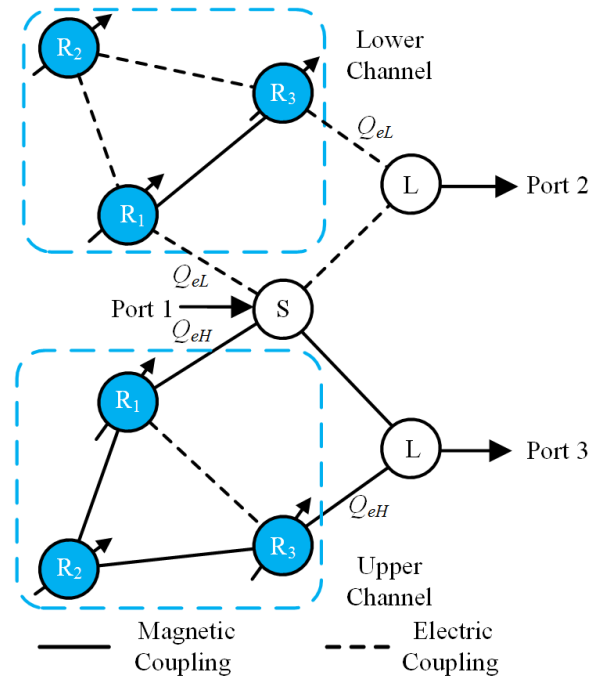 R2
Lower
Channel
R3
QeL
L
Port 2
R1
QeL
Port 1
S
QeH
R1
L
Port 3
QeH
R3
R2
Upper
Channel
Magnetic
Coupling
Electric
Coupling